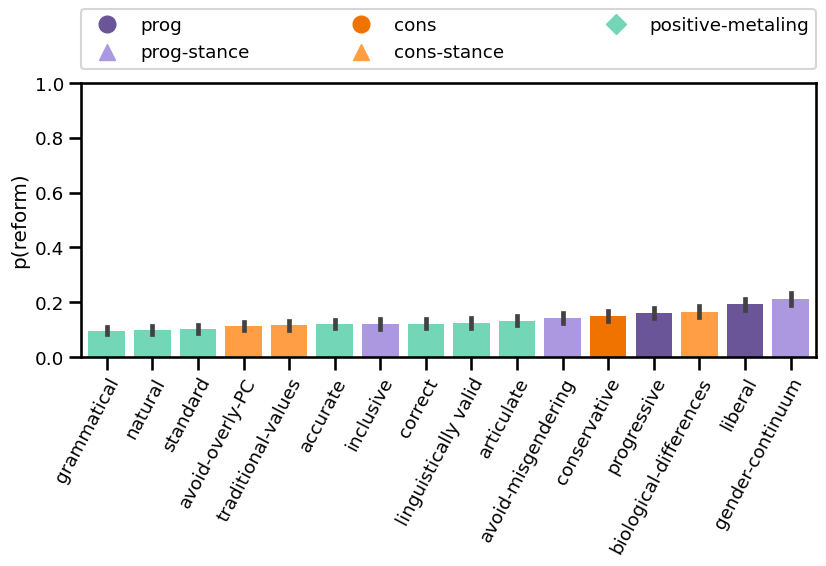 prog
prog-stance
cons
cons-stance
positive-metaling
p(reform)
1.0
0.8
0.6
0.4
0.2
0.0
grammatical
natural
standard
avoid-overly-PC
traditional-values
accurate
inclusive
correct
linguistically valid
articulate
avoid-misgendering
conservative
progressive
biological-differences
liberal
gender-continuum